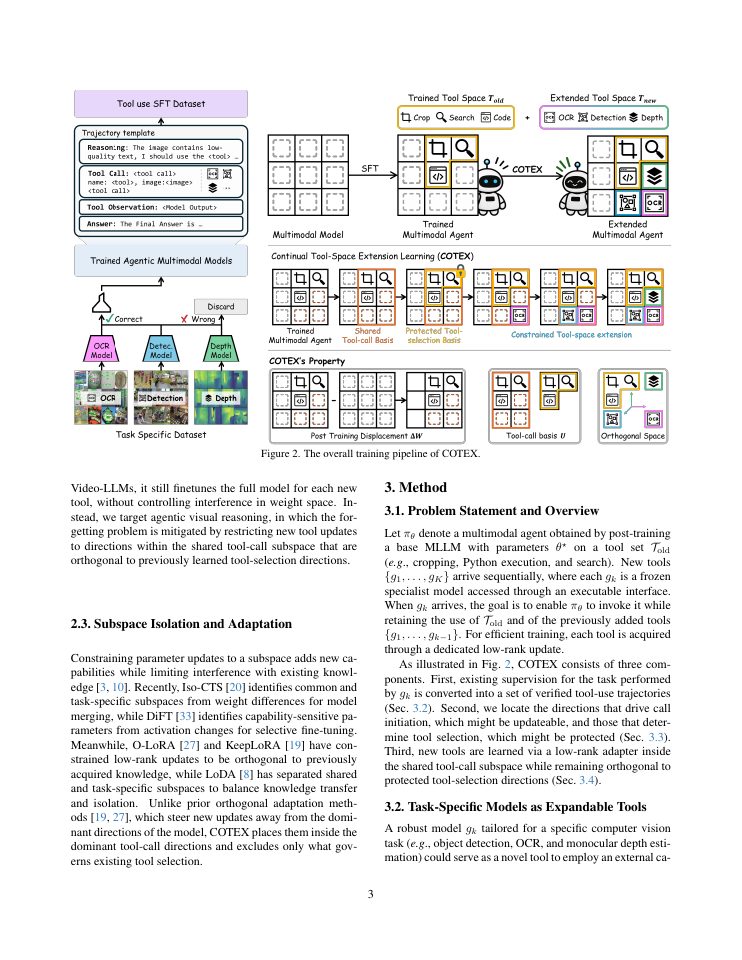 Tool use SFT Dataset
Trajectory template
Reasoning: The image contains low-
quality text, I should use the <tool> …
Tool Call: <tool call>
name: <tool>, image:<image>
<tool call>
Tool Observation: <Model Output>
Answer: The Final Answer is …
Trained Agentic Multimodal Models
Correct
Wrong
Discard
OCR
Model
Detec.
Model
Depth
Model
OCR
Detection
Depth
Task Specific Dataset
Trained Tool Space Told
Crop Search Code
+
Extended Tool Space Tnew
OCR Detection Depth
SFT
COTEX
Multimodal Model
Trained
Multimodal Agent
Extended
Multimodal Agent
Continual Tool-Space Extension Learning (COTEX)
Trained
Multimodal Agent
Shared
Tool-call Basis
Protected Tool-
selection Basis
Constrained Tool-space extension
COTEX's Property
Post Training Displacement ΔW
Tool-call basis U
Orthogonal Space
Figure 2. The overall training pipeline of COTEX.
Video-LLMs, it still finetunes the full model for each new
tool, without controlling interference in weight space. In-
stead, we target agentic visual reasoning, in which the for-
getting problem is mitigated by restricting new tool updates
to directions within the shared tool-call subspace that are
orthogonal to previously learned tool-selection directions.
2.3. Subspace Isolation and Adaptation
Constraining parameter updates to a subspace adds new ca-
pabilities while limiting interference with existing knowl-
edge [3, 10]. Recently, Iso-CTS [20] identifies common and
task-specific subspaces from weight differences for model
merging, while DiFT [33] identifies capability-sensitive pa-
rameters from activation changes for selective fine-tuning.
Meanwhile, O-LoRA [27] and KeepLoRA [19] have con-
strained low-rank updates to be orthogonal to previously
acquired knowledge, while LoDA [8] has separated shared
and task-specific subspaces to balance knowledge transfer
and isolation. Unlike prior orthogonal adaptation meth-
ods [19, 27], which steer new updates away from the domi-
nant directions of the model, COTEX places them inside the
dominant tool-call directions and excludes only what gov-
erns existing tool selection.
3. Method
3.1. Problem Statement and Overview
Let πθ denote a multimodal agent obtained by post-training
a base MLLM with parameters θ⋆ on a tool set 𝒯old
(e.g., cropping, Python execution, and search). New tools
{g1, . . . , gK} arrive sequentially, where each gk is a frozen
specialist model accessed through an executable interface.
When gk arrives, the goal is to enable πθ to invoke it while
retaining the use of 𝒯old and of the previously added tools
{g1, . . . , gk−1}. For efficient training, each tool is acquired
through a dedicated low-rank update.
As illustrated in Fig. 2, COTEX consists of three com-
ponents. First, existing supervision for the task performed
by gk is converted into a set of verified tool-use trajectories
(Sec. 3.2). Second, we locate the directions that drive call
initiation, which might be updateable, and those that deter-
mine tool selection, which might be protected (Sec. 3.3).
Third, new tools are learned via a low-rank adapter inside
the shared tool-call subspace while remaining orthogonal to
protected tool-selection directions (Sec. 3.4).
3.2. Task-Specific Models as Expandable Tools
A robust model gk tailored for a specific computer vision
task (e.g., object detection, OCR, and monocular depth esti-
mation) could serve as a novel tool to employ an external ca-
3